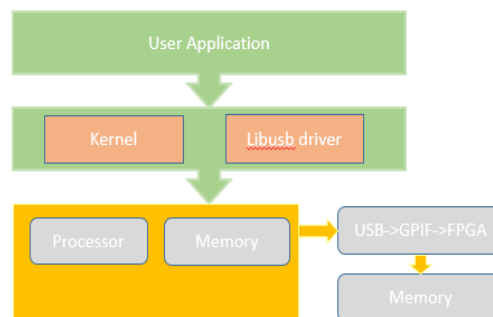 User Application
Kernel
Libusb driver
Processor
Memory
USB->GPIF->FPGA
Memory